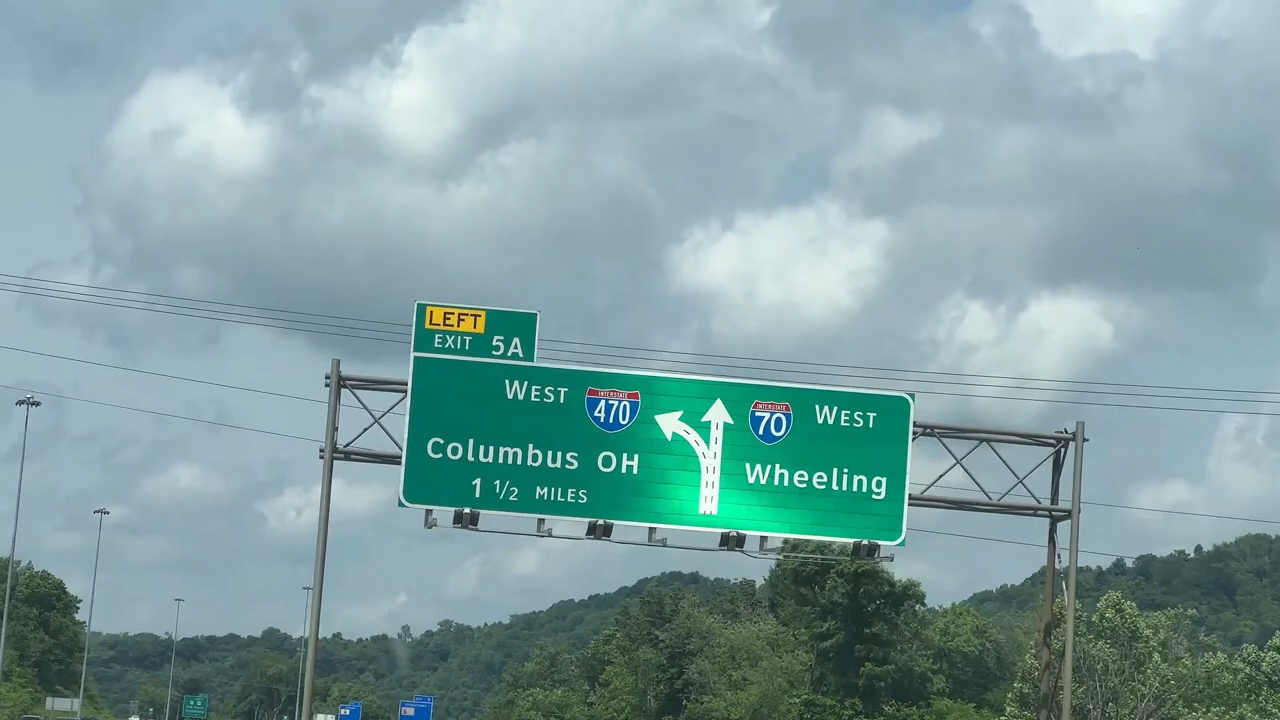 LEFT
EXIT 5A
WEST INTERSTATE 470
Columbus OH
1 1/2 MILES
INTERSTATE 70 WEST
Wheeling